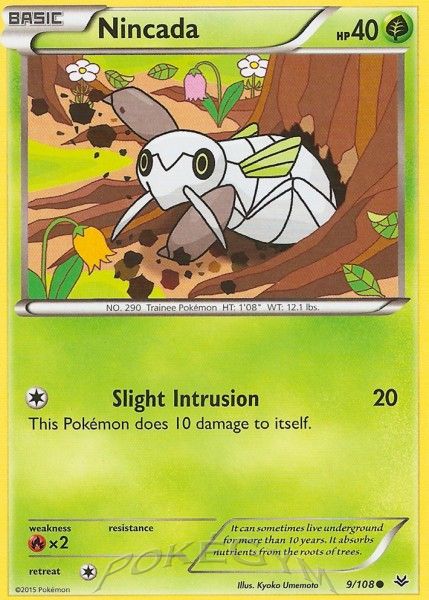 BASIC Nincada HP40
NO. 290 Trainee Pokémon HT: 1'08" WT: 12.1 lbs.
Slight Intrusion 20
This Pokémon does 10 damage to itself.
weakness resistance
×2
It can sometimes live underground
for more than 10 years. It absorbs
nutrients from the roots of trees.
POKEGYM
retreat
©2015 Pokémon Illus. Kyoko Umemoto 9/108